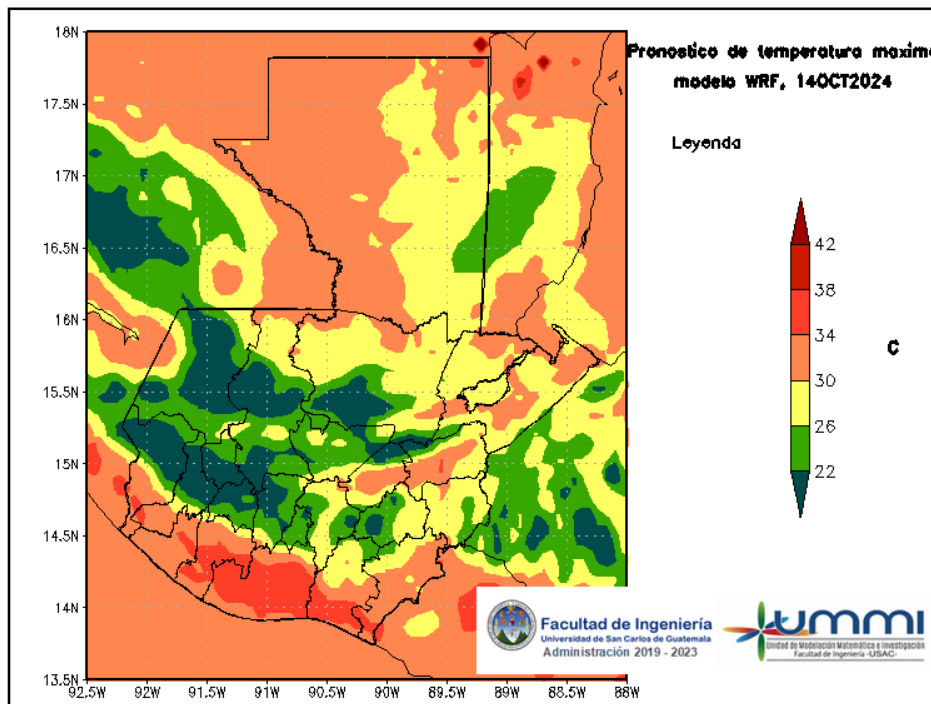 Pronostico de temperatura maxima
modelo WRF, 14OCT2024
Leyenda
42
38
34
30
26
22
C
18N
17.5N
17N
16.5N
16N
15.5N
15N
14.5N
14N
13.5N
92.5W
92W
91.5W
91W
90.5W
90W
89.5W
89W
88.5W
88W
Facultad de Ingeniería
Universidad de San Carlos de Guatemala
Administración 2019 - 2023
ummi
Unidad de Modelación Matemática e Investigación
Facultad de Ingeniería -USAC-